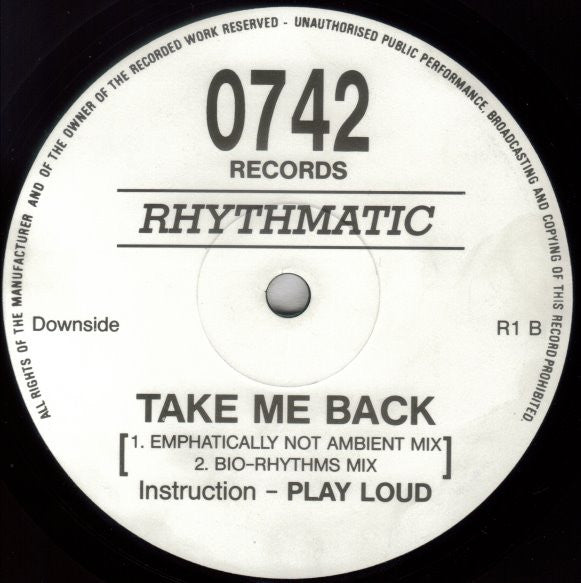 ALL RIGHTS OF THE MANUFACTURER AND OF THE OWNER OF THE RECORDED WORK RESERVED - UNAUTHORISED PUBLIC PERFORMANCE, BROADCASTING AND COPYING OF THIS RECORD PROHIBITED.
0742
RECORDS
RHYTHMATIC
Downside
R1 B
TAKE ME BACK
[1. EMPHATICALLY NOT AMBIENT MIX
2. BIO-RHYTHMS MIX]
Instruction - PLAY LOUD